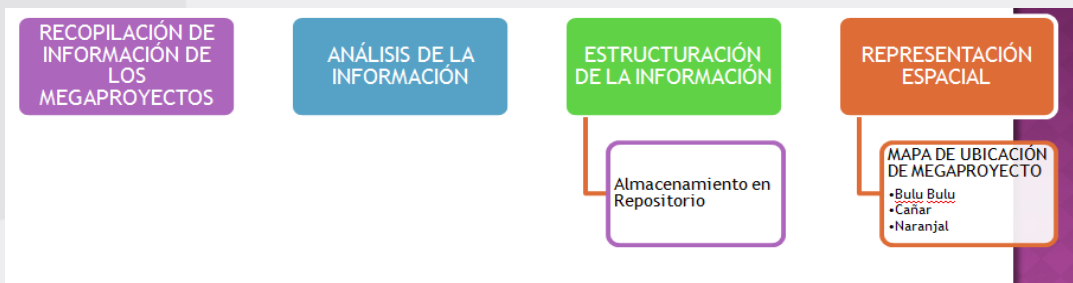 RECOPILACIÓN DE
INFORMACIÓN DE
LOS
MEGAPROYECTOS
ANÁLISIS DE LA
INFORMACIÓN
ESTRUCTURACIÓN
DE LA INFORMACIÓN
Almacenamiento en
Repositorio
REPRESENTACIÓN
ESPACIAL
MAPA DE UBICACIÓN
DE MEGAPROYECTO
•Bulu Bulu
•Cañar
•Naranjal